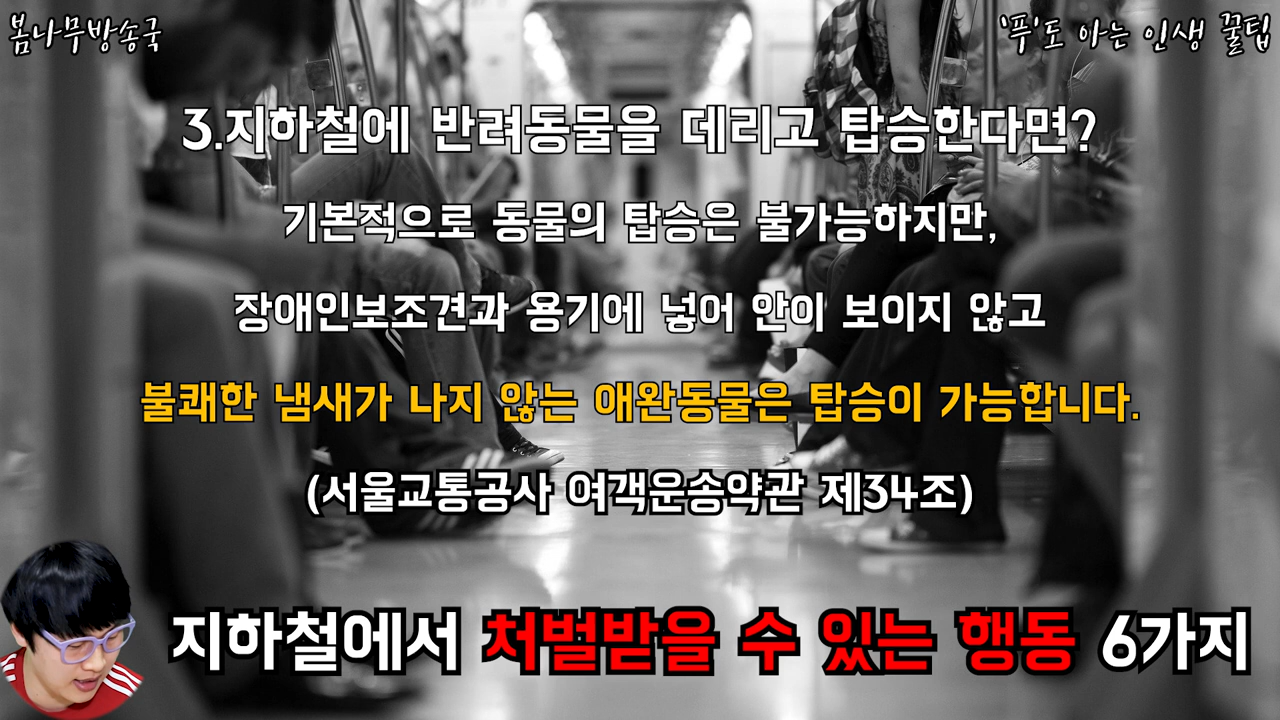 봄나무방송국
'푸'도 아는 인생 꿀팁
3.지하철에 반려동물을 데리고 탑승한다면?
기본적으로 동물의 탑승은 불가능하지만,
장애인보조견과 용기에 넣어 안이 보이지 않고
불쾌한 냄새가 나지 않는 애완동물은 탑승이 가능합니다.
(서울교통공사 여객운송약관 제34조)
지하철에서 처벌받을 수 있는 행동 6가지